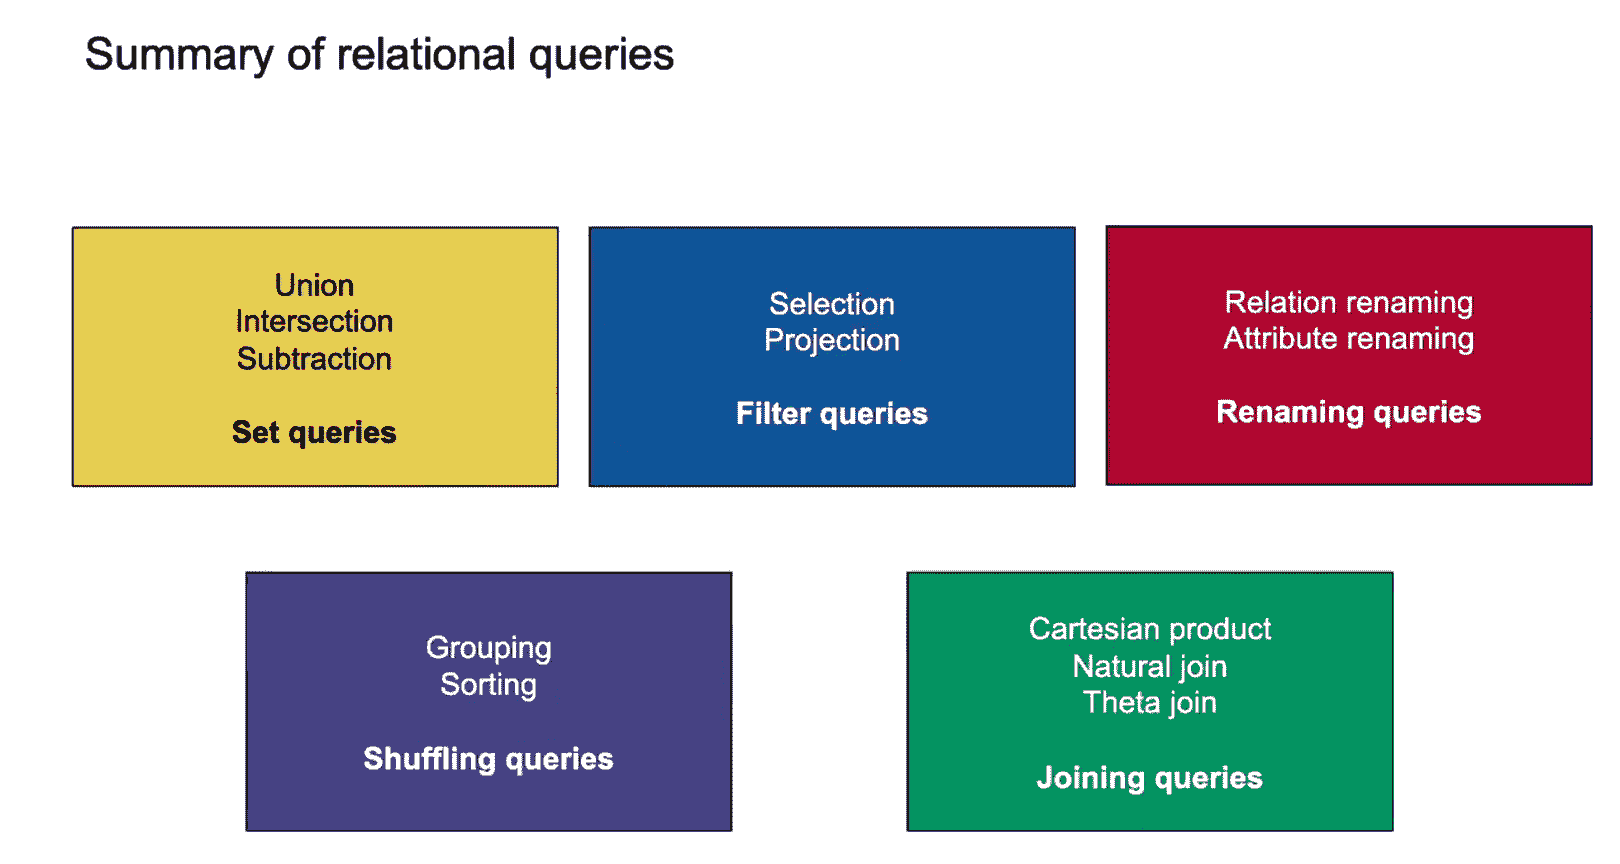 Summary of relational queries
Union
Intersection
Subtraction
Set queries
Selection
Projection
Filter queries
Relation renaming
Attribute renaming
Renaming queries
Grouping
Sorting
Shuffling queries
Cartesian product
Natural join
Theta join
Joining queries